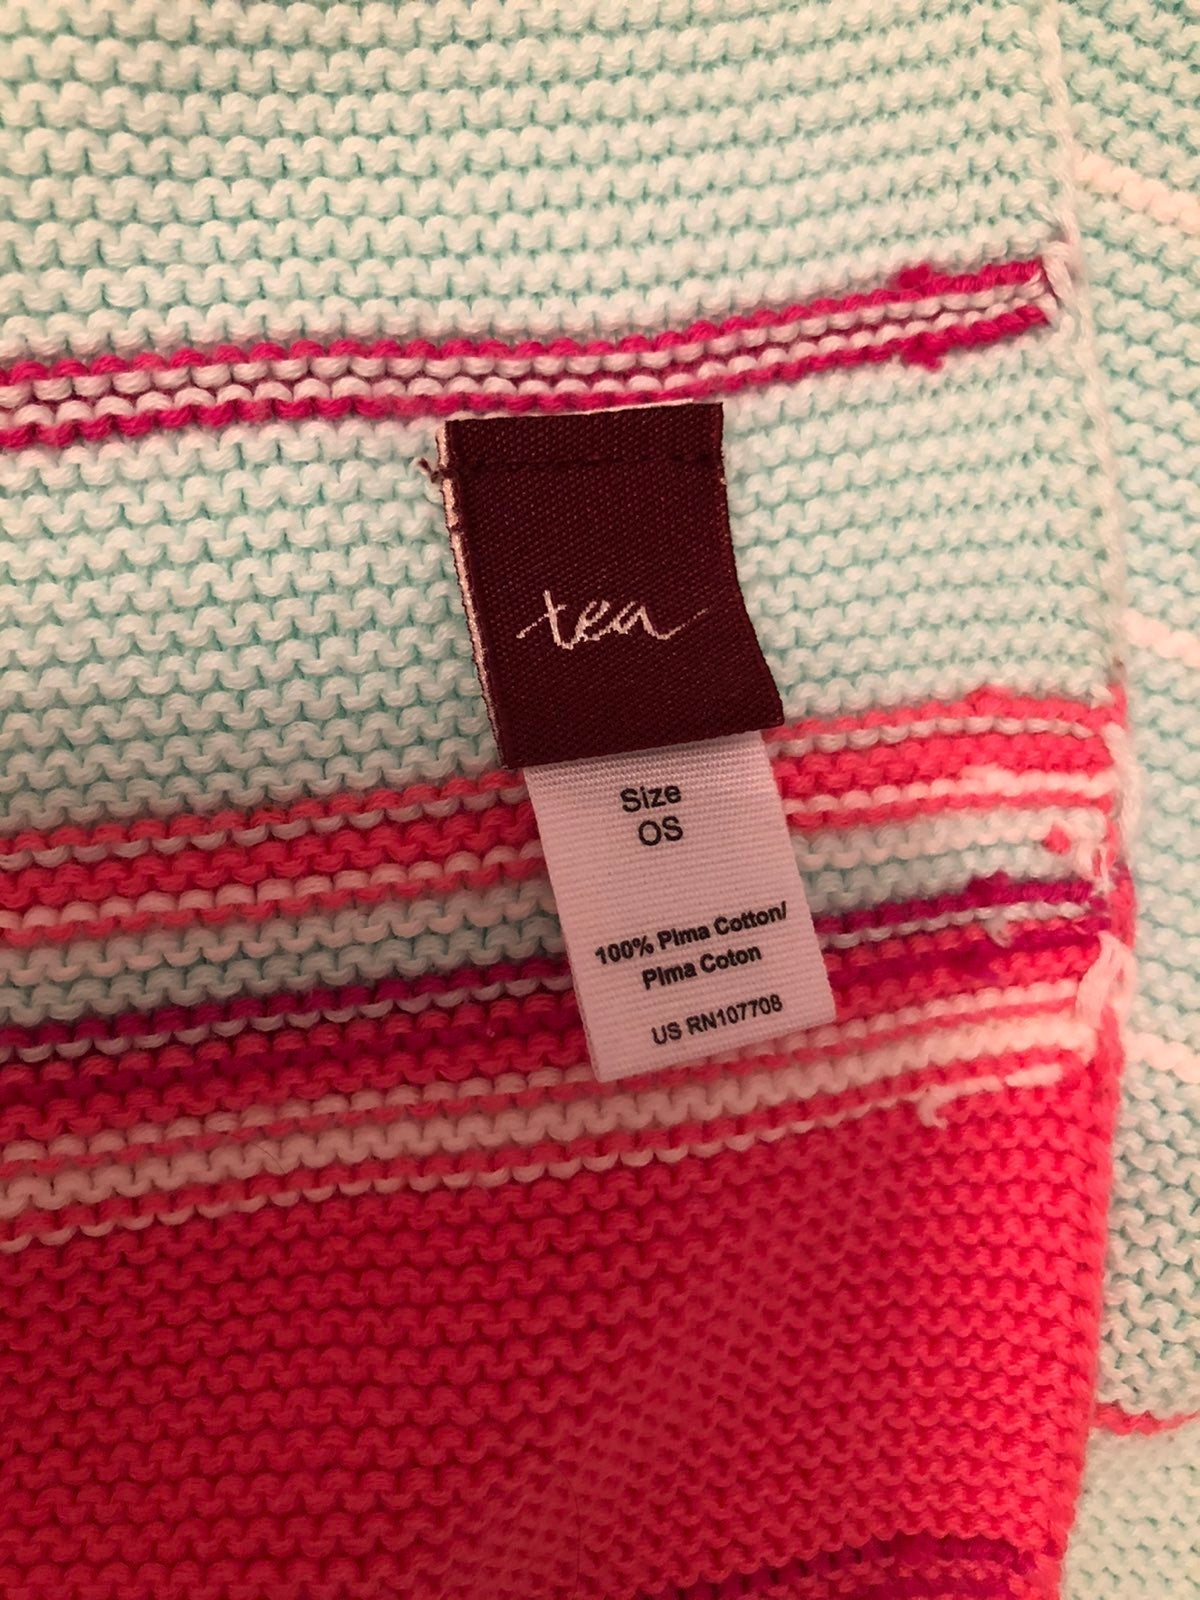 tea
Size
OS
100% Pima Cotton/
Pima Coton
US RN107708